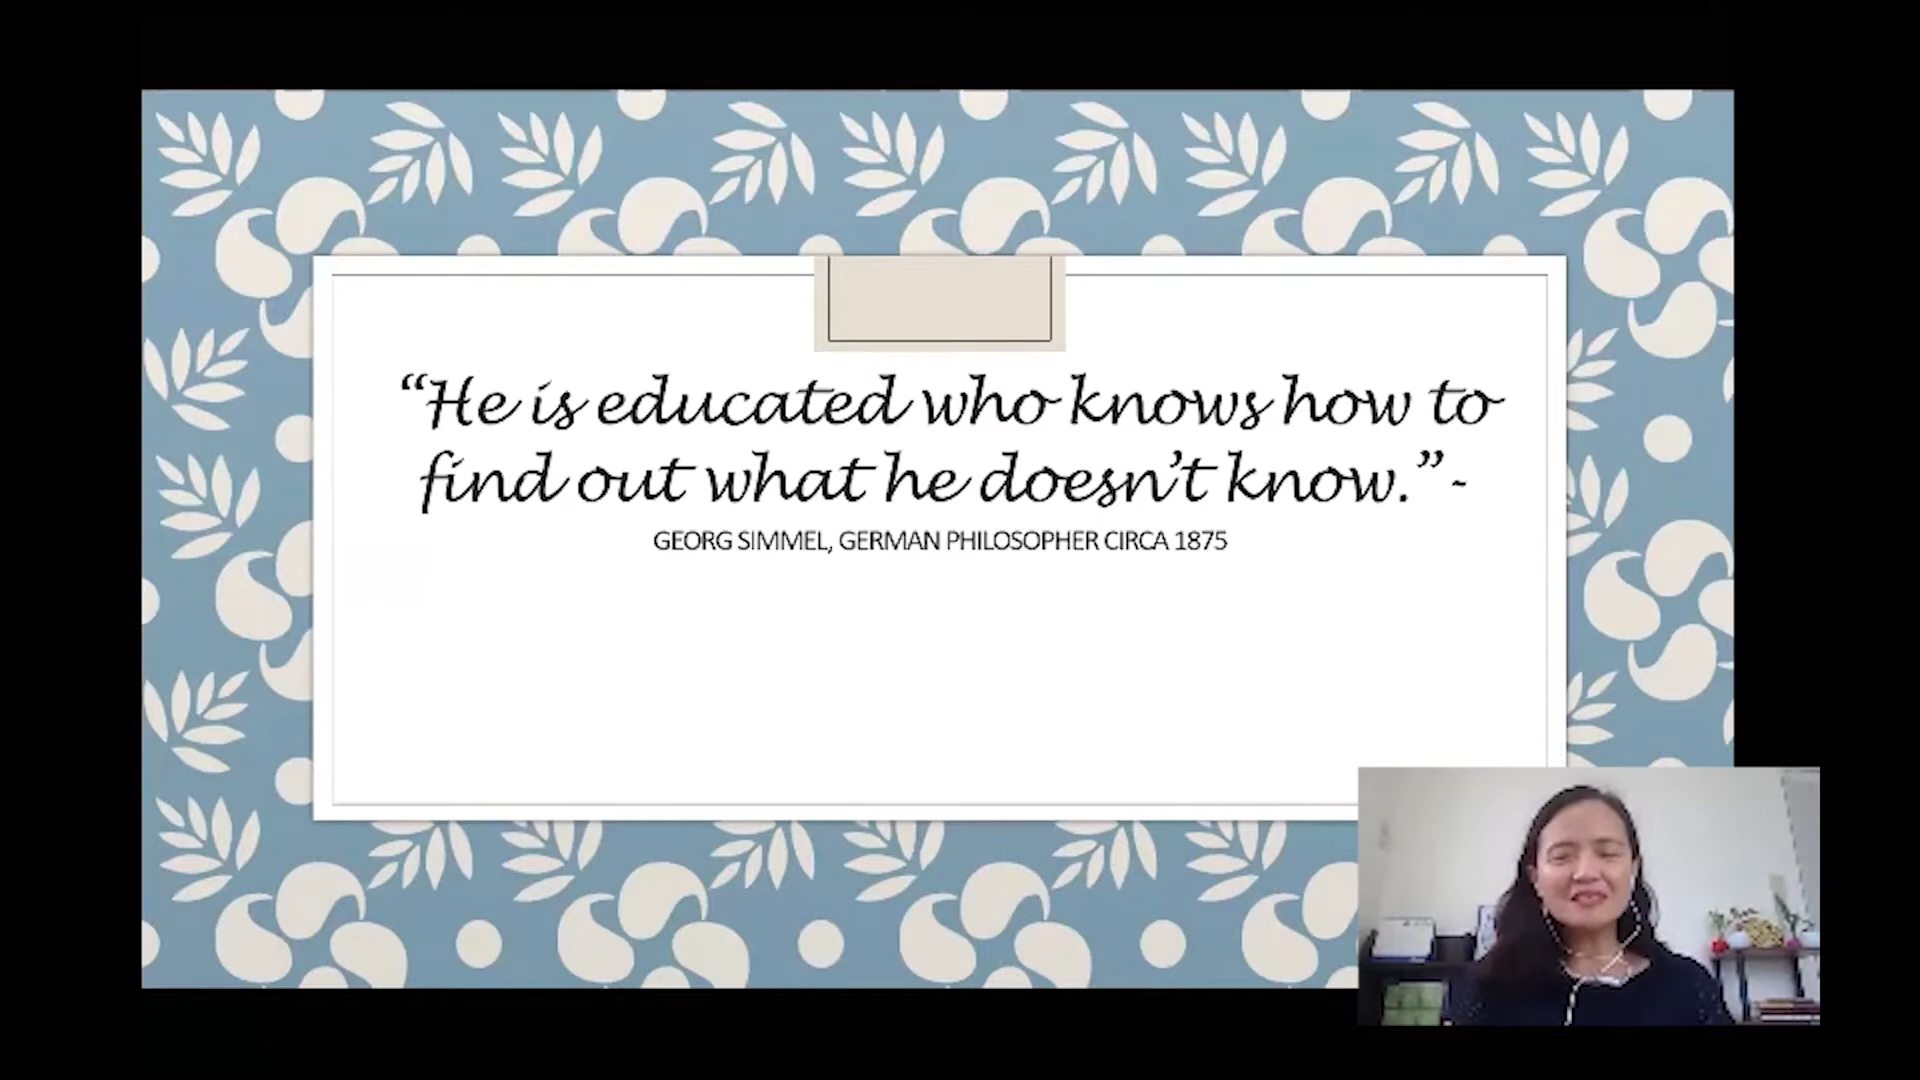 “He is educated who knows how to
find out what he doesn’t know.” -
GEORG SIMMEL, GERMAN PHILOSOPHER CIRCA 1875